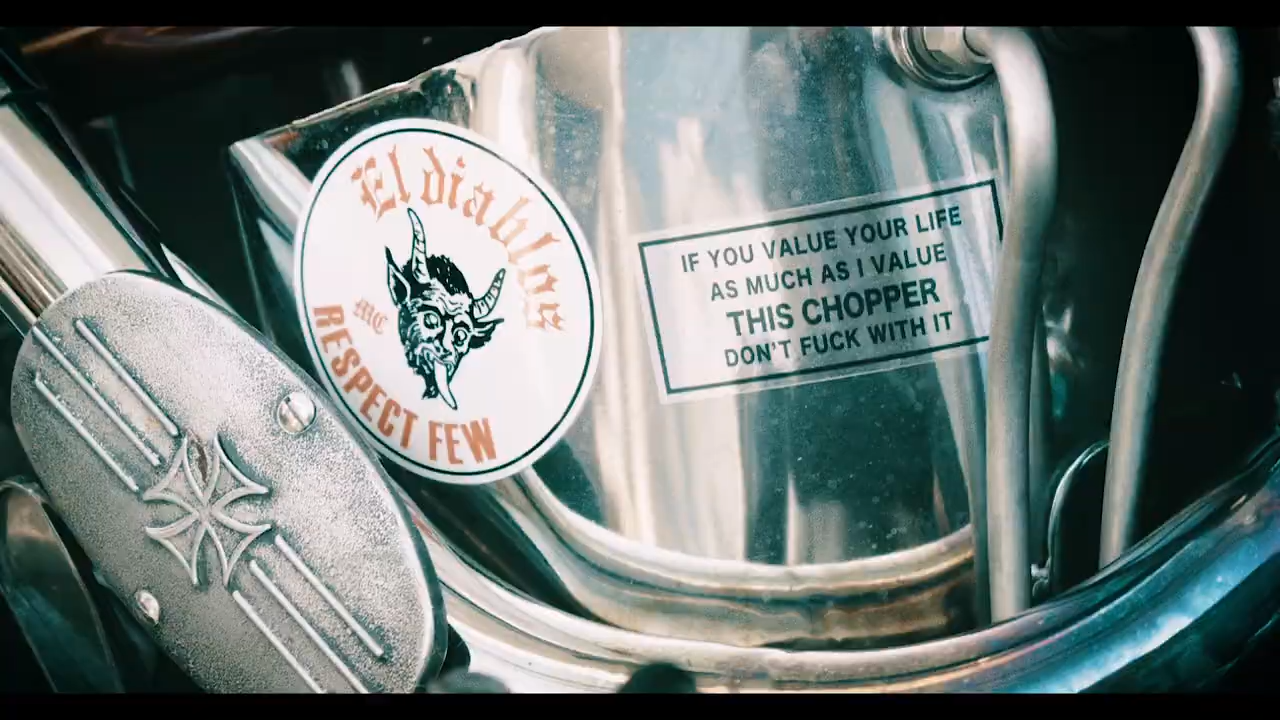 El diablos
MC
RESPECT FEW
IF YOU VALUE YOUR LIFE
AS MUCH AS I VALUE
THIS CHOPPER
DON'T FUCK WITH IT